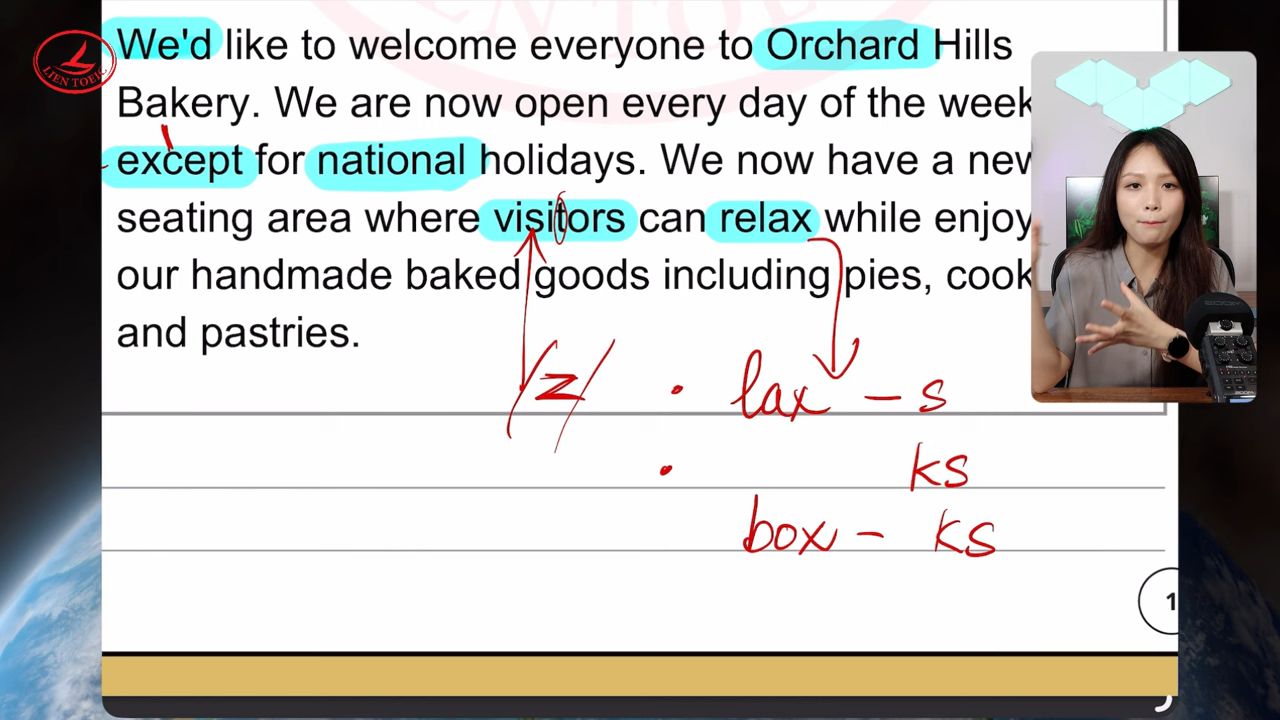 We'd like to welcome everyone to Orchard Hills
Bakery. We are now open every day of the week
except for national holidays. We now have a new
seating area where visitors can relax while enjoy
our handmade baked goods including pies, cook
and pastries.
/z/
• lax - s
• ks
box - ks
1
LIEN TOEIC
ZOOM